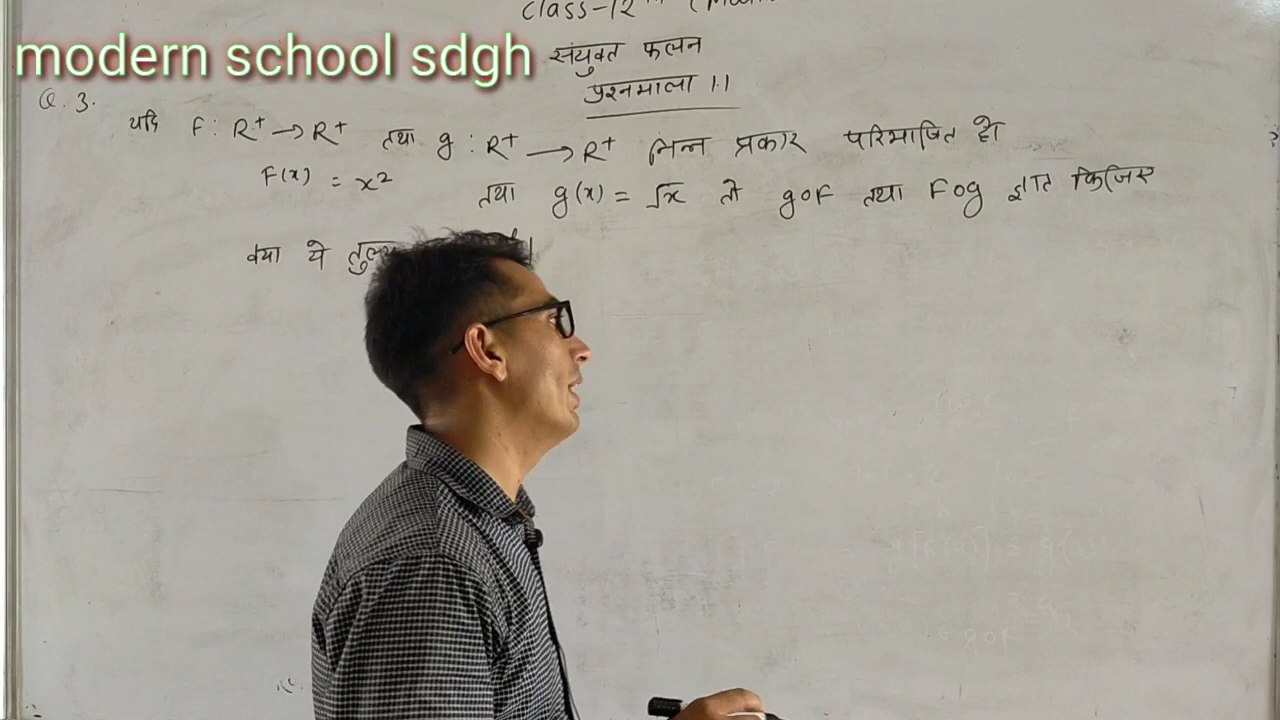 Class-12
modern school sdgh
संयुक्त फलन
प्रश्नमाला 1.1
Q. 3.
यदि F: R⁺ → R⁺ तथा g : R⁺ → R⁺ निम्न प्रकार परिभाषित हो
F(x) = x² तथा g(x) = √x तो goF तथा Fog ज्ञात किजिए
क्या ये